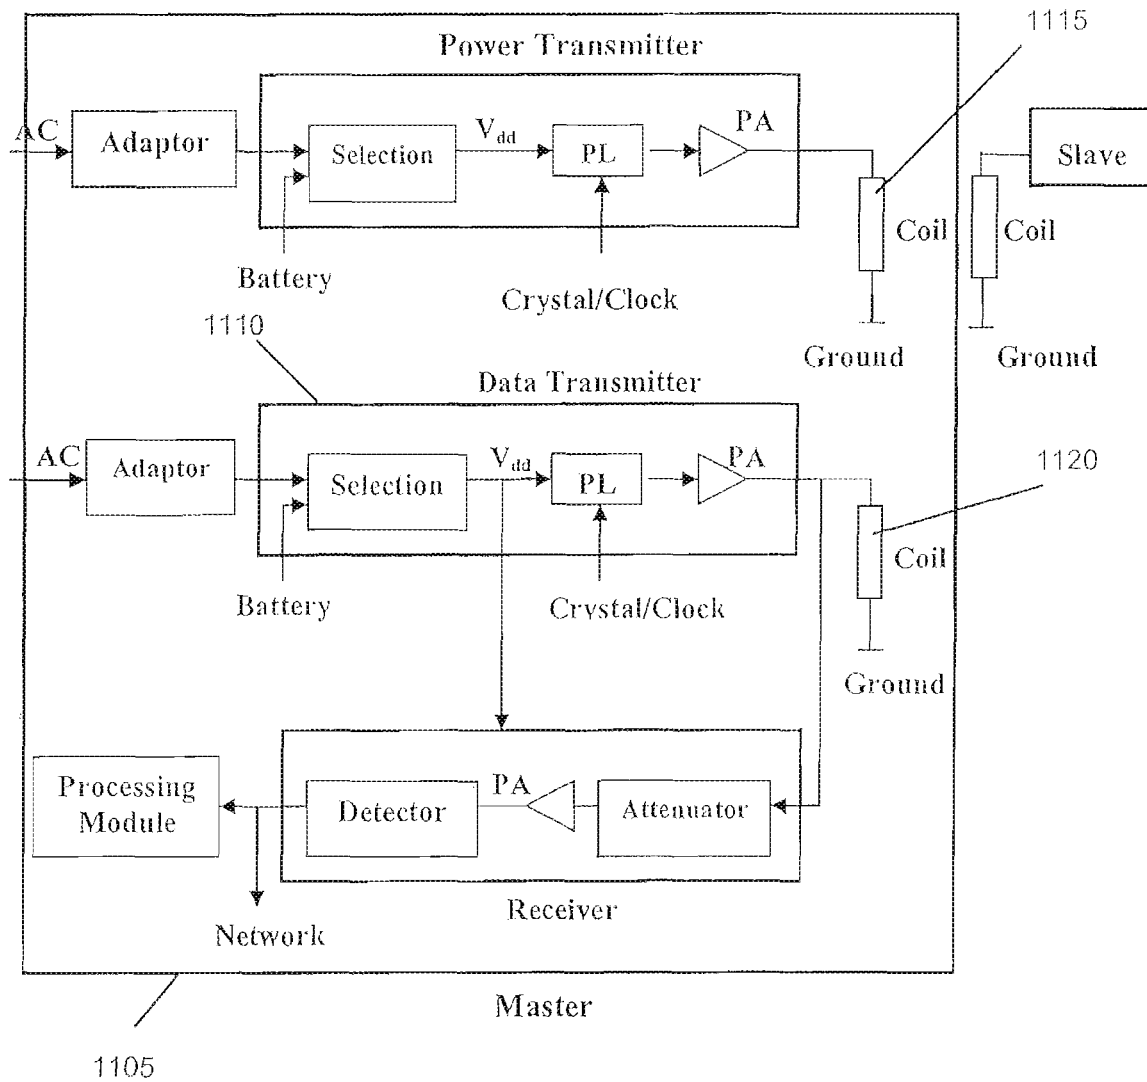 1115
Power Transmitter
AC
Adaptor
Selection
Vdd
PL
PA
Slave
Coil
Coil
Battery
Crystal/Clock
Ground
Ground
1110
Data Transmitter
AC
Adaptor
Selection
Vdd
PL
PA
1120
Coil
Battery
Crystal/Clock
Ground
Processing
Module
Detector
PA
Attenuator
Receiver
Network
Master
1105